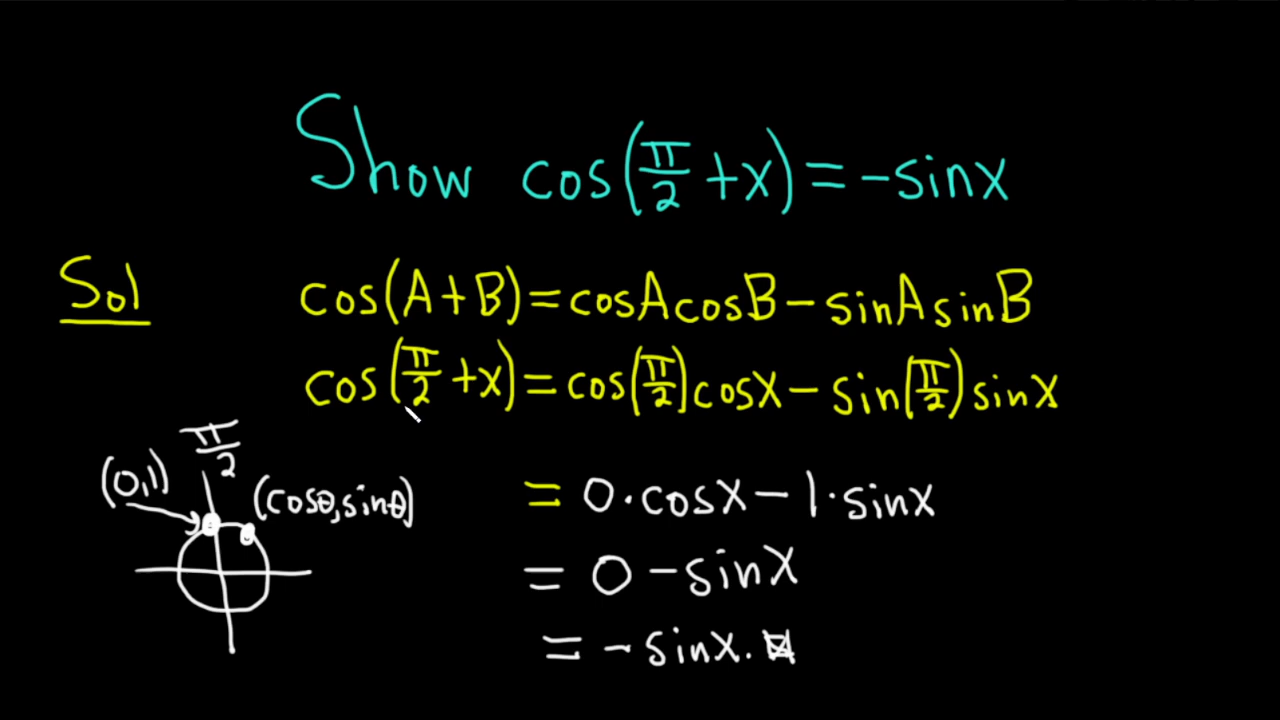 Show cos(π/2 + x) = -sinx
Sol
cos(A+B) = cosAcosB - sinAsinB
cos(π/2 + x) = cos(π/2)cosx - sin(π/2)sinx
π/2
(0,1)
(cosθ,sinθ)
= 0·cosx - 1·sinx
= 0 - sinx
= -sinx.